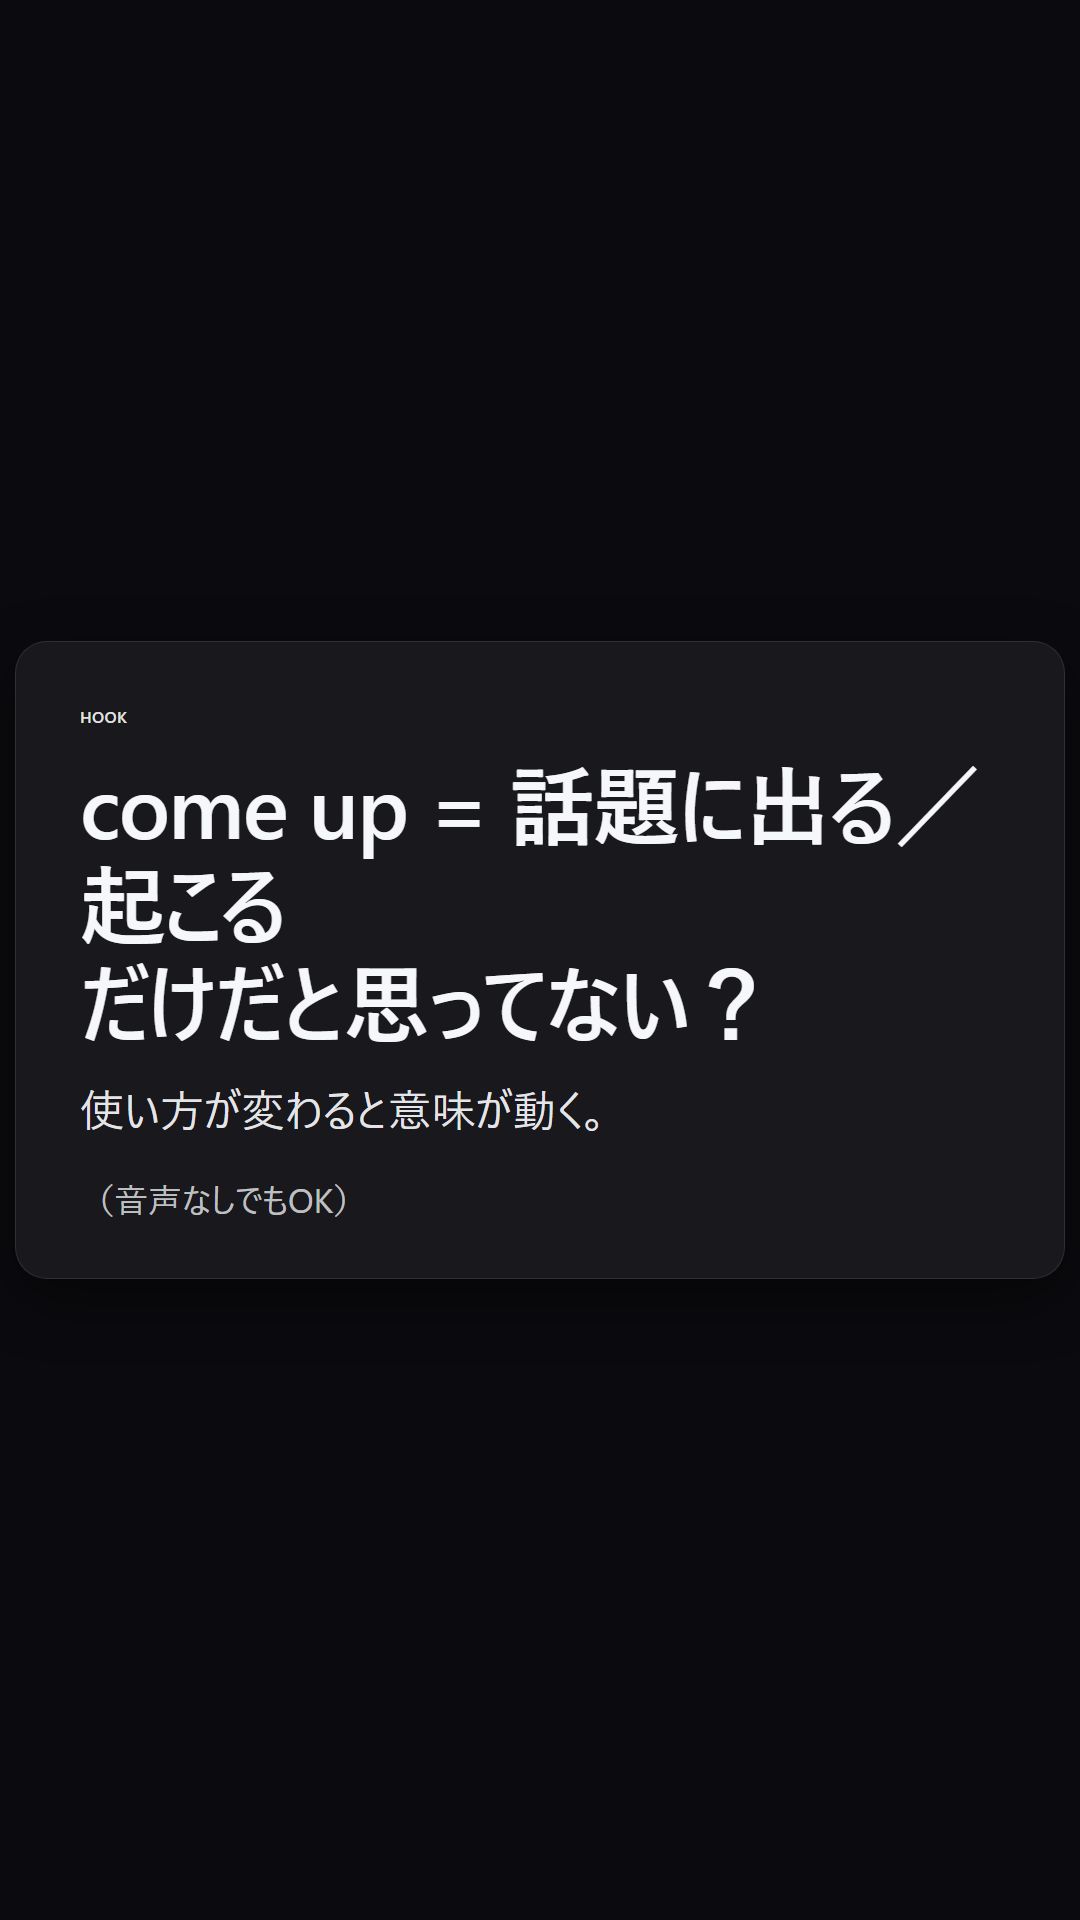 HOOK
come up = 話題に出る／
起こる
だけだと思ってない？
使い方が変わると意味が動く。
（音声なしでもOK）